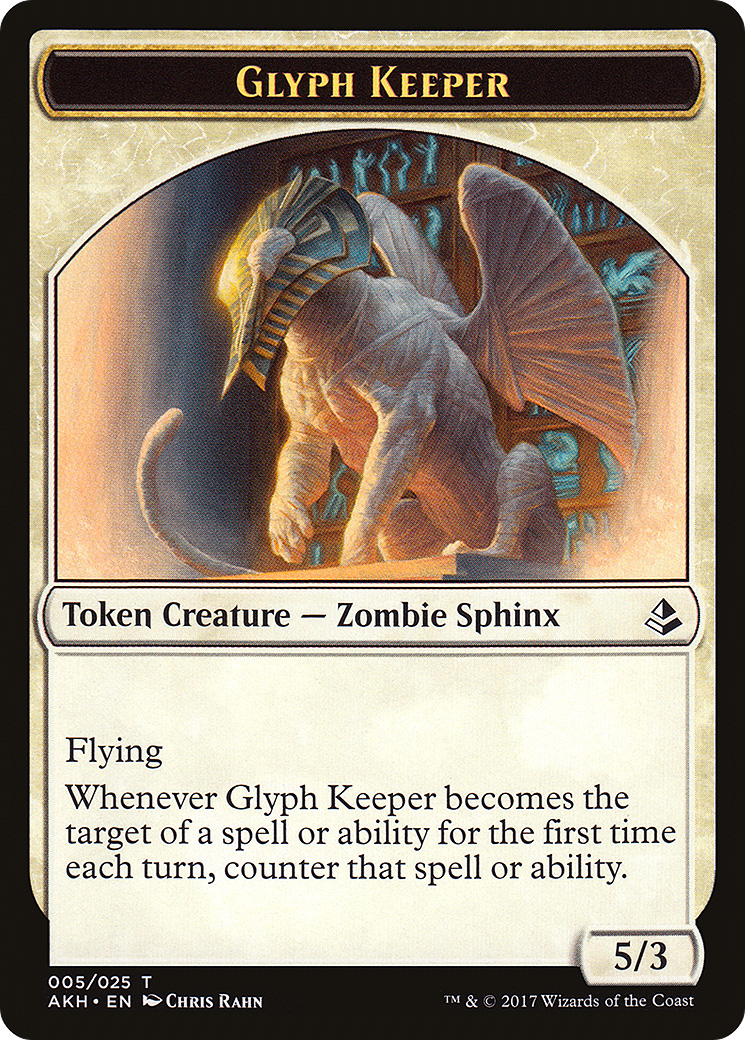 Glyph Keeper
Token Creature — Zombie Sphinx
Flying
Whenever Glyph Keeper becomes the
target of a spell or ability for the first time
each turn, counter that spell or ability.
5/3
005/025 T
AKH • EN Chris Rahn
™ & © 2017 Wizards of the Coast